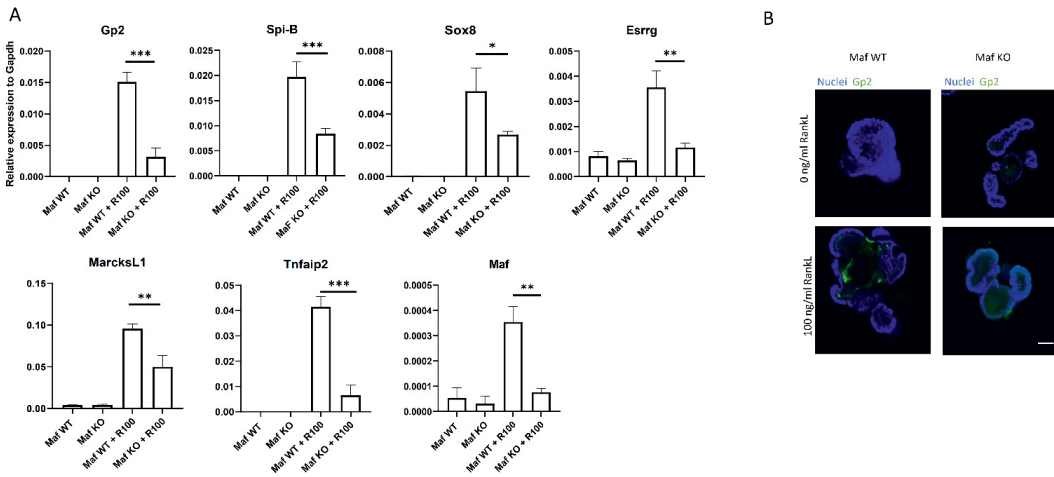 A
Gp2
Relative expression to Gapdh
0.020
0.015
0.010
0.005
0.000
***
Maf WT
Maf KO
Maf WT + R100
Maf KO + R100
Spi-B
0.025
0.020
0.015
0.010
0.005
0.000
***
Maf WT
Maf KO
Maf WT + R100
MaF KO + R100
Sox8
0.008
0.006
0.004
0.002
0.000
*
Maf WT
Maf KO
Maf WT + R100
Maf KO + R100
Esrrg
0.005
0.004
0.003
0.002
0.001
0.000
**
Maf WT
Maf KO
Maf WT + R100
Maf KO + R100
MarcksL1
0.15
0.10
0.05
0.00
**
Maf WT
Maf KO
Maf WT + R100
Maf KO + R100
Tnfaip2
0.05
0.04
0.03
0.02
0.01
0.00
***
Maf WT
Maf KO
Maf WT + R100
Maf KO + R100
Maf
0.0005
0.0004
0.0003
0.0002
0.0001
0.0000
**
Maf WT
Maf KO
Maf WT + R100
Maf KO + R100
B
Maf WT
Maf KO
Nuclei Gp2
Nuclei Gp2
0 ng/ml RankL
100 ng/ml RankL